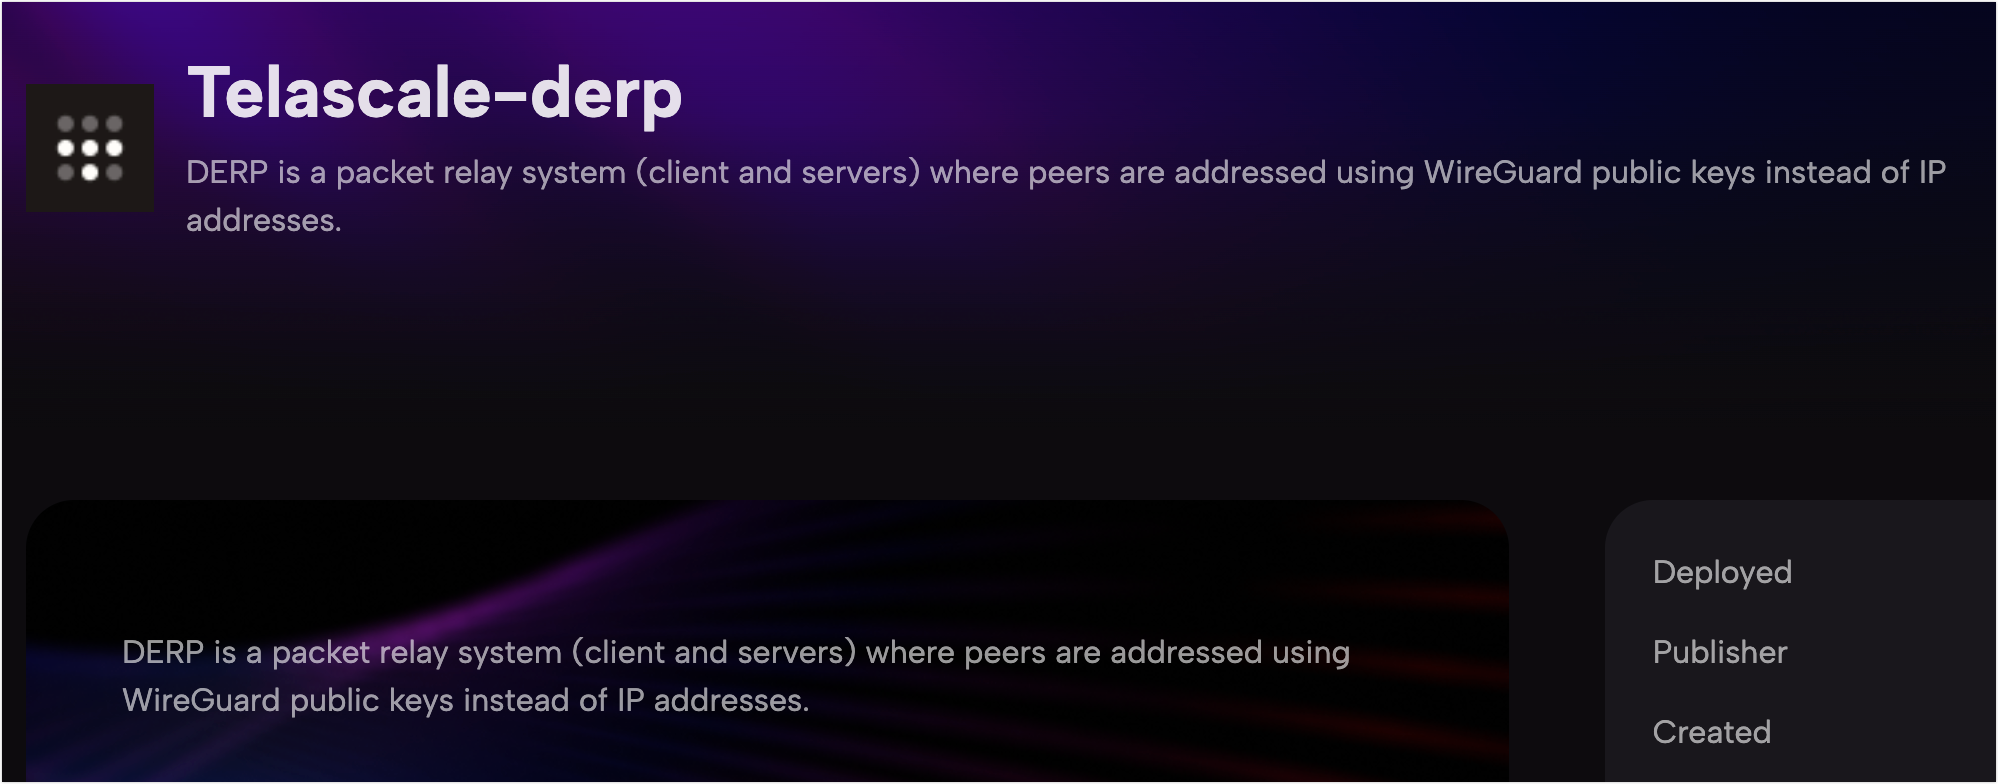 Telascale-derp
DERP is a packet relay system (client and servers) where peers are addressed using WireGuard public keys instead of IP
addresses.
DERP is a packet relay system (client and servers) where peers are addressed using
WireGuard public keys instead of IP addresses.
Deployed
Publisher
Created